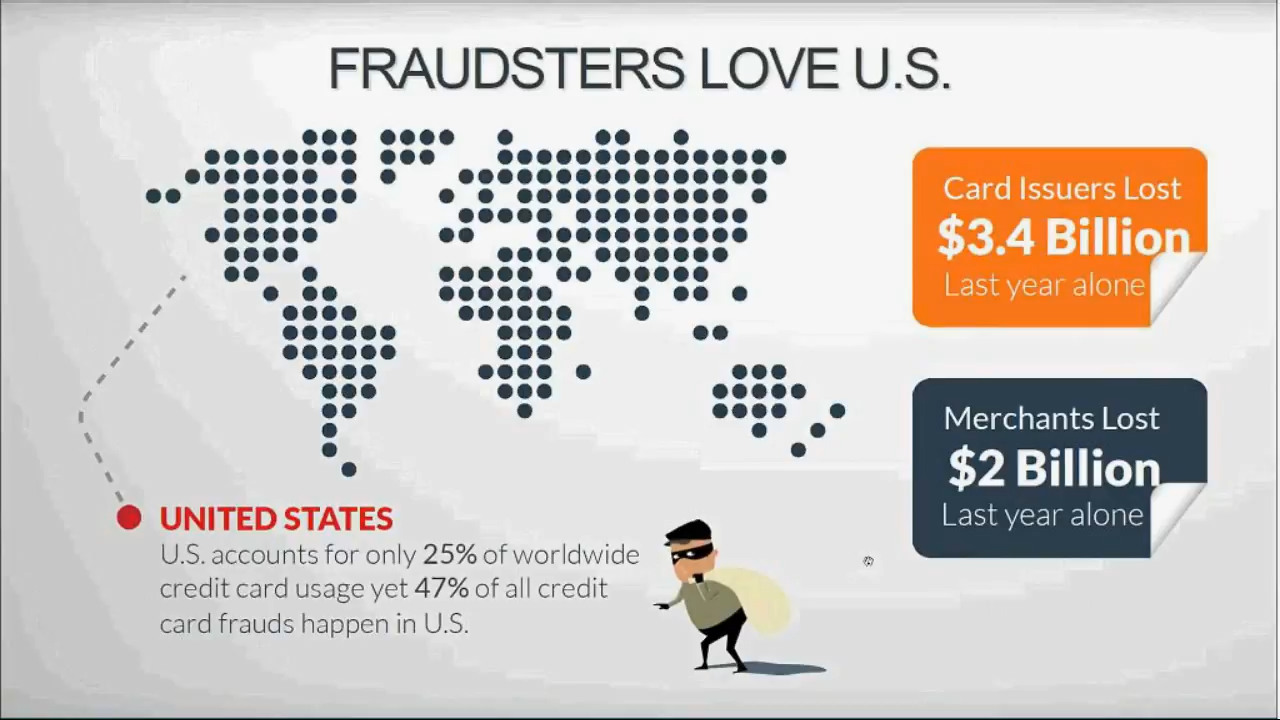 FRAUDSTERS LOVE U.S.
Card Issuers Lost
$3.4 Billion
Last year alone
Merchants Lost
$2 Billion
Last year alone
UNITED STATES
U.S. accounts for only 25% of worldwide
credit card usage yet 47% of all credit
card frauds happen in U.S.